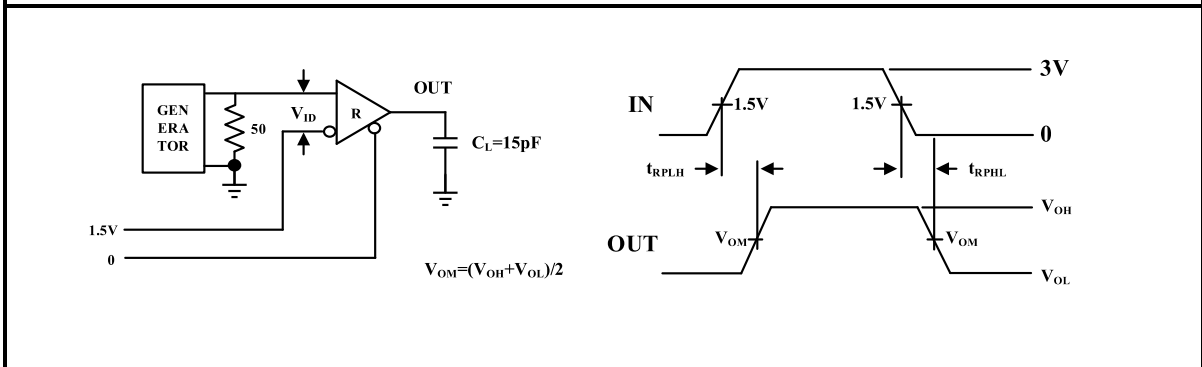 GEN
ERA
TOR
50
V_ID
R
OUT
C_L=15pF
1.5V
0
V_OM=(V_OH+V_OL)/2
IN
1.5V
1.5V
3V
0
t_RPLH
t_RPHL
OUT
V_OM
V_OM
V_OH
V_OL